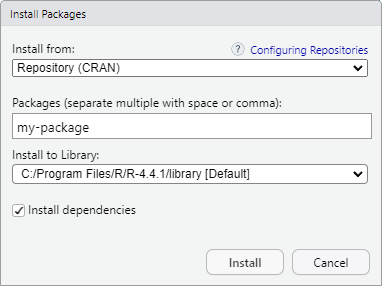 Install Packages
Install from:
? Configuring Repositories
Repository (CRAN)
Packages (separate multiple with space or comma):
my-package
Install to Library:
C:/Program Files/R/R-4.4.1/library [Default]
Install dependencies
Install Cancel